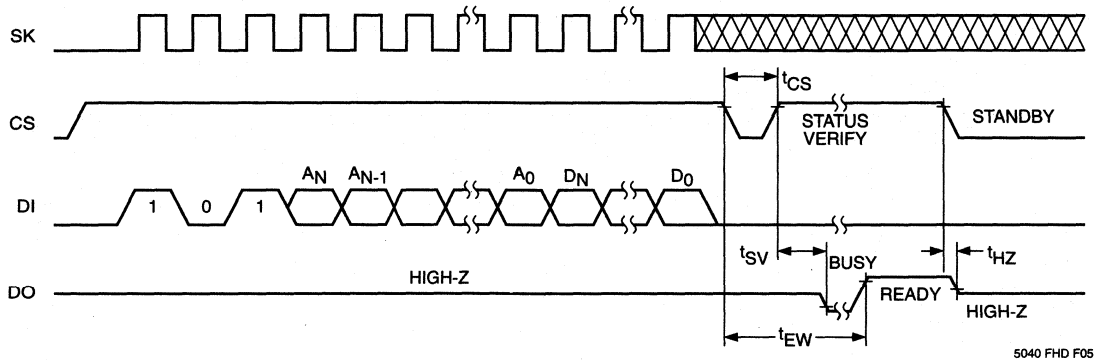 SK
tCS
CS
STATUS
VERIFY
STANDBY
AN
AN-1
A0
DN
D0
DI
1
0
1
tSV
BUSY
tHZ
HIGH-Z
DO
READY
HIGH-Z
tEW
5040 FHD F05